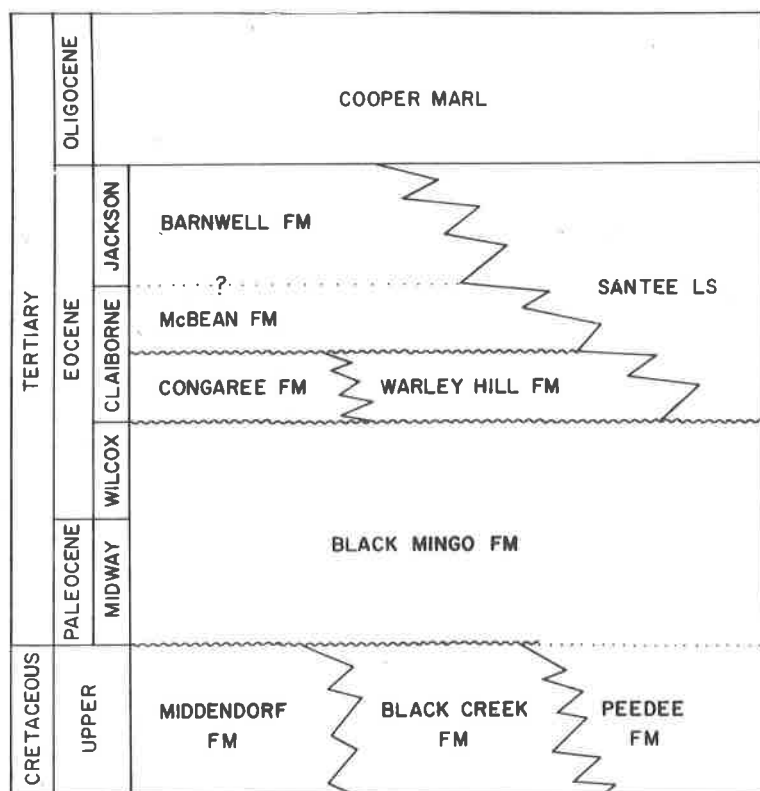 TERTIARY
OLIGOCENE
COOPER MARL
EOCENE
JACKSON
BARNWELL FM
?
CLAIBORNE
McBEAN FM
SANTEE LS
CONGAREE FM
WARLEY HILL FM
WILCOX
PALEOCENE
MIDWAY
BLACK MINGO FM
CRETACEOUS
UPPER
MIDDENDORF
FM
BLACK CREEK
FM
PEEDEE
FM